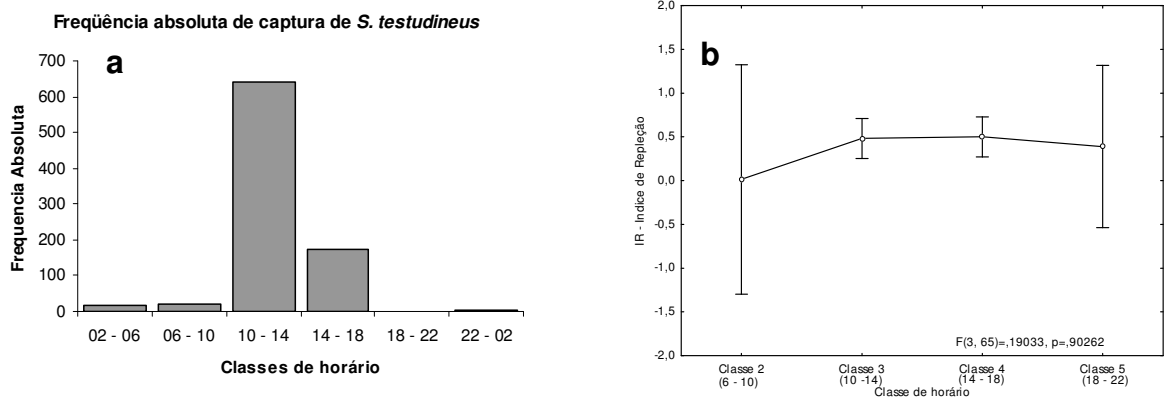 Freqüência absoluta de captura de S. testudineus
a
Frequencia Absoluta
700
600
500
400
300
200
100
0
02 - 06 06 - 10 10 - 14 14 - 18 18 - 22 22 - 02
Classes de horário
b
IR - Indice de Repleção
2,0
1,5
1,0
0,5
0,0
-0,5
-1,0
-1,5
-2,0
F(3, 65)=,19033, p=,90262
Classe 2 Classe 3 Classe 4 Classe 5
(6 - 10) (10 -14) (14 - 18) (18 - 22)
Classe de horário